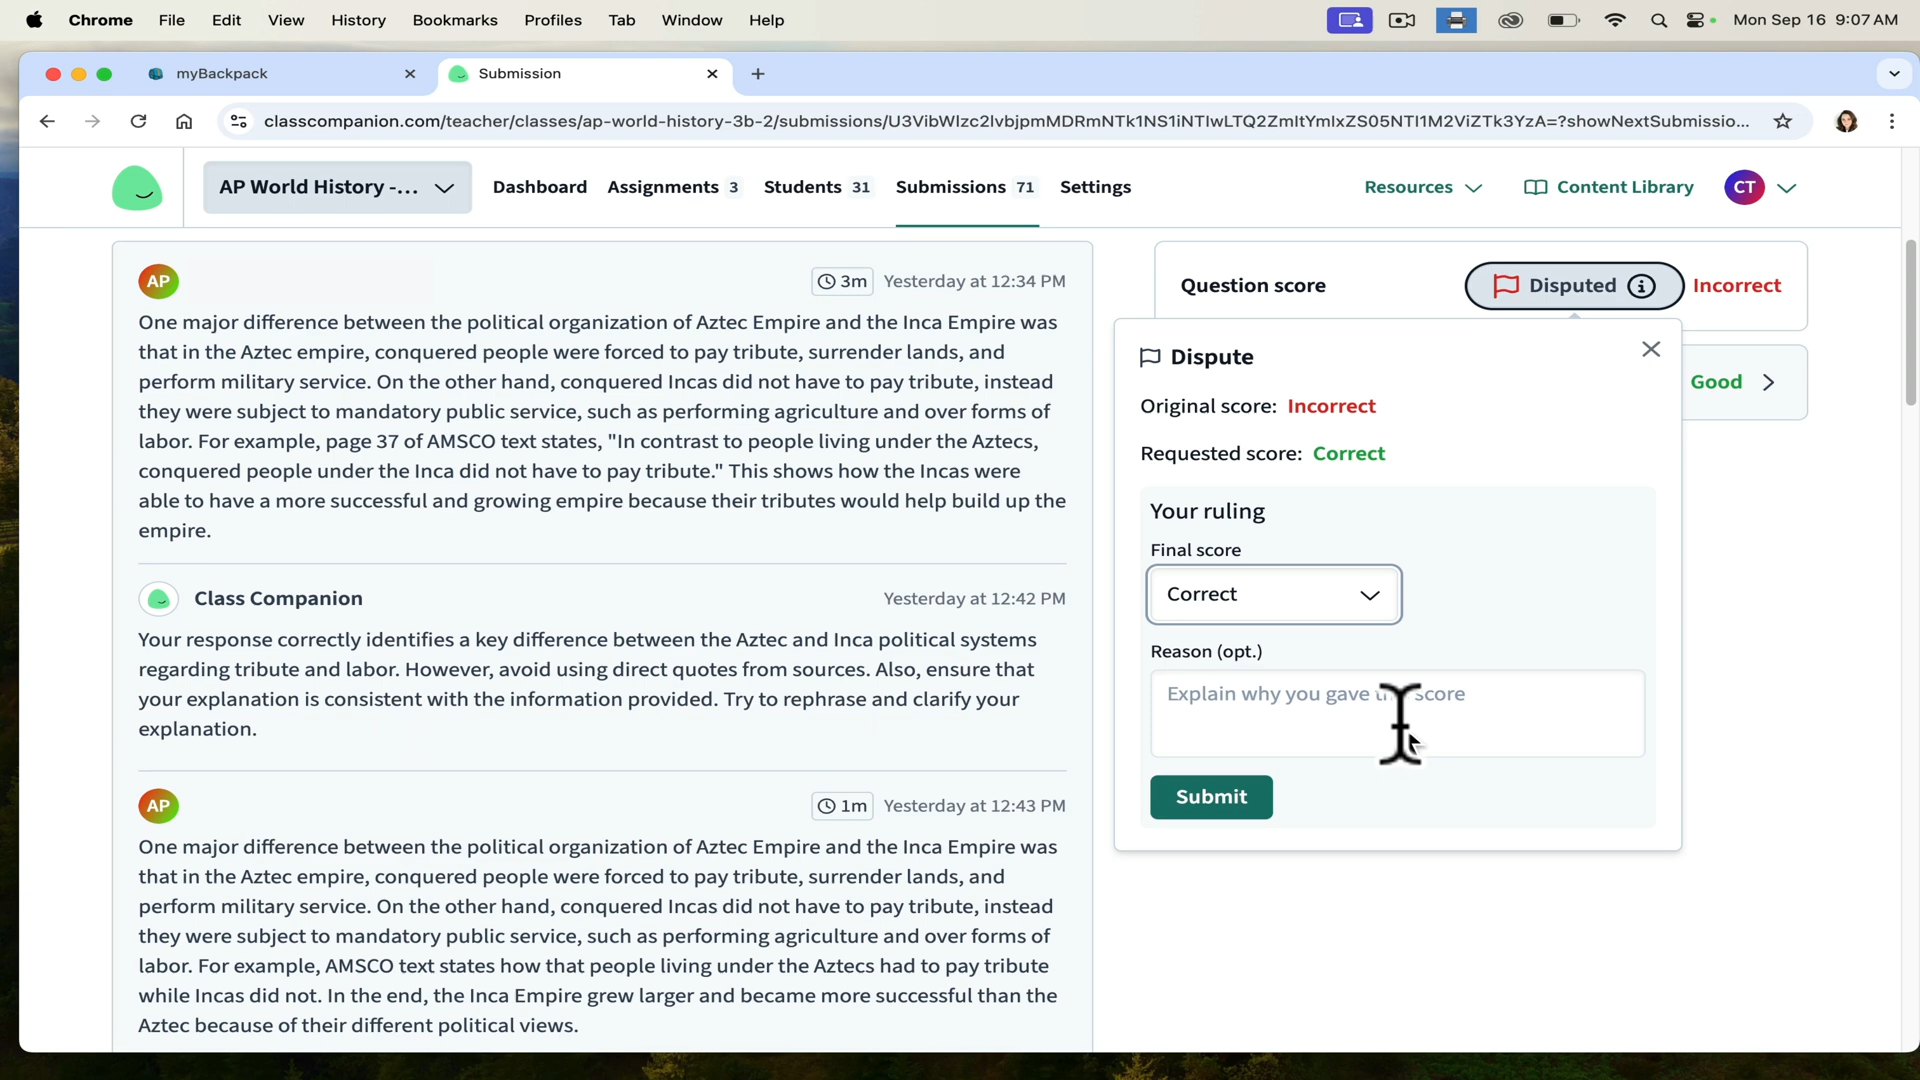 Chrome File Edit View History Bookmarks Profiles Tab Window Help Mon Sep 16 9:07 AM
myBackpack Submission
classcompanion.com/teacher/classes/ap-world-history-3b-2/submissions/
AP World History -... Dashboard Assignments 3 Students 31 Submissions 71 Settings Resources Content Library CT
AP 3m Yesterday at 12:34 PM
One major difference between the political organization of Aztec Empire and the Inca Empire was
that in the Aztec empire, conquered people were forced to pay tribute, surrender lands, and
perform military service. On the other hand, conquered Incas did not have to pay tribute, instead
they were subject to mandatory public service, such as performing agriculture and over forms of
labor. For example, page 37 of AMSCO text states, "In contrast to people living under the Aztecs,
conquered people under the Inca did not have to pay tribute." This shows how the Incas were
able to have a more successful and growing empire because their tributes would help build up the
empire.
Class Companion Yesterday at 12:42 PM
Your response correctly identifies a key difference between the Aztec and Inca political systems
regarding tribute and labor. However, avoid using direct quotes from sources. Also, ensure that
your explanation is consistent with the information provided. Try to rephrase and clarify your
explanation.
AP 1m Yesterday at 12:43 PM
One major difference between the political organization of Aztec Empire and the Inca Empire was
that in the Aztec empire, conquered people were forced to pay tribute, surrender lands, and
perform military service. On the other hand, conquered Incas did not have to pay tribute, instead
they were subject to mandatory public service, such as performing agriculture and over forms of
labor. For example, AMSCO text states how that people living under the Aztecs had to pay tribute
while Incas did not. In the end, the Inca Empire grew larger and became more successful than the
Aztec because of their different political views.
Question score Disputed Incorrect
Good
Dispute
Original score: Incorrect
Requested score: Correct
Your ruling
Final score
Correct
Reason (opt.)
Explain why you gave score
Submit